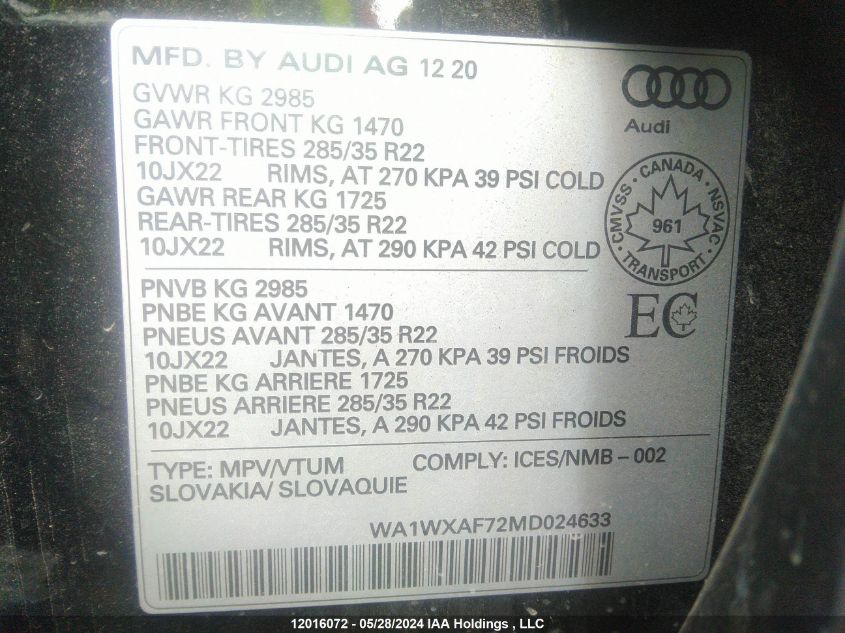 MFD. BY AUDI AG 12 20
GVWR KG 2985
GAWR FRONT KG 1470
FRONT-TIRES 285/35 R22
10JX22 RIMS, AT 270 KPA 39 PSI COLD
GAWR REAR KG 1725
REAR-TIRES 285/35 R22
10JX22 RIMS, AT 290 KPA 42 PSI COLD
Audi
CANADA
CMVSS
NSVAC
961
TRANSPORT
EC
PNVB KG 2985
PNBE KG AVANT 1470
PNEUS AVANT 285/35 R22
10JX22 JANTES, A 270 KPA 39 PSI FROIDS
PNBE KG ARRIERE 1725
PNEUS ARRIERE 285/35 R22
10JX22 JANTES, A 290 KPA 42 PSI FROIDS
TYPE: MPV/VTUM COMPLY: ICES/NMB-002
SLOVAKIA/ SLOVAQUIE
WA1WXAF72MD024633
12016072 - 05/28/2024 IAA Holdings , LLC